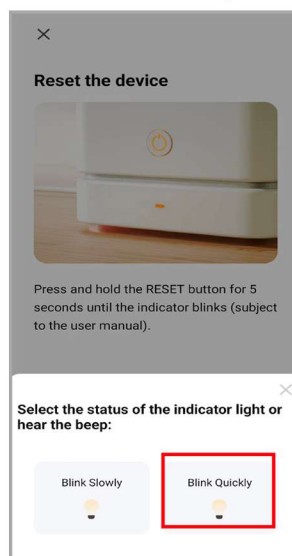 Reset the device
Press and hold the RESET button for 5
seconds until the indicator blinks (subject
to the user manual).
Select the status of the indicator light or
hear the beep:
Blink Slowly
Blink Quickly